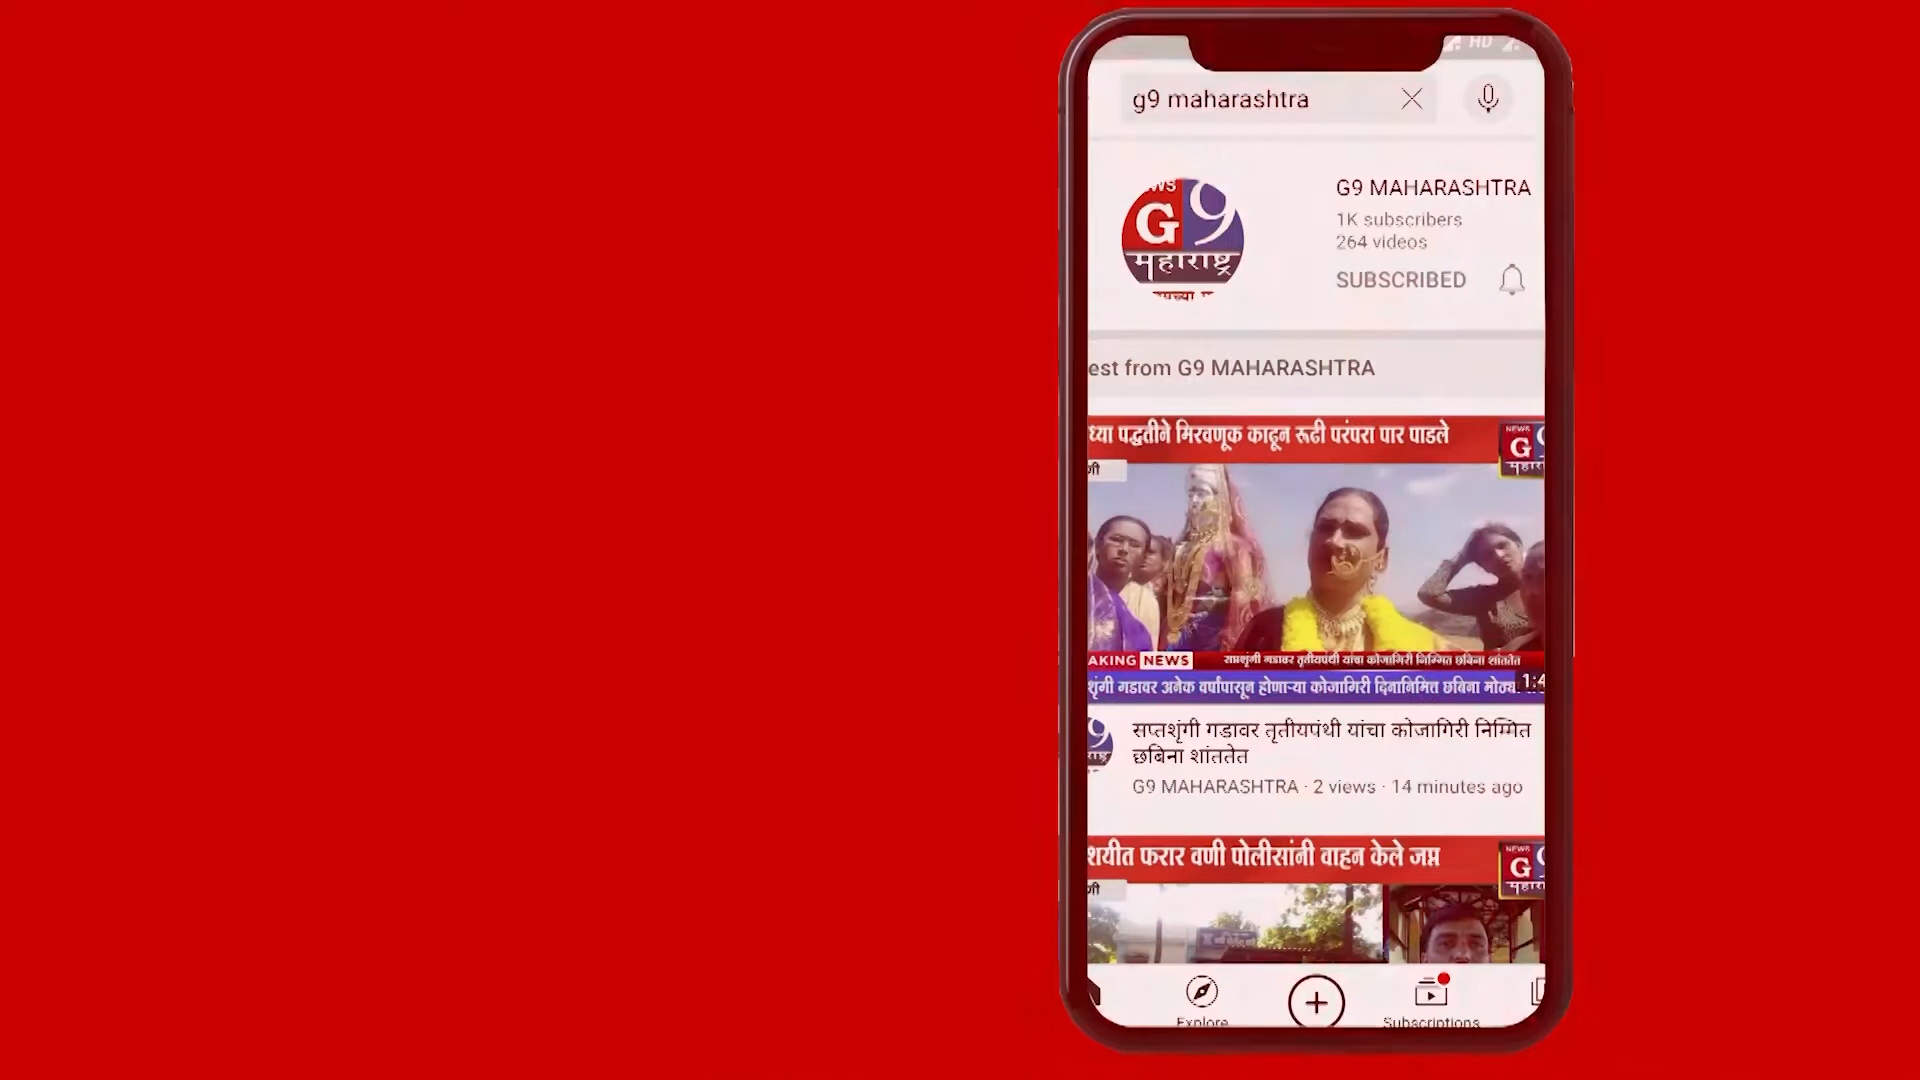 HD
g9 maharashtra
G9
महाराष्ट्र
G9 MAHARASHTRA
1K subscribers
264 videos
SUBSCRIBED
est from G9 MAHARASHTRA
ध्या पद्धतीने मिरवणूक काढून रूढी परंपरा पार पाडले
NEWS
G
AKING NEWS
सप्तशृंगी गडावर तृतीयपंथी यांचा कोजागिरी निम्मित छबिना शांततेत
शृंगी गडावर अनेक वर्षांपासून होणाऱ्या कोजागिरी दिनानिमित्त छबिना मोठ्या
1:4
सप्तशृंगी गडावर तृतीयपंथी यांचा कोजागिरी निम्मित
छबिना शांततेत
G9 MAHARASHTRA · 2 views · 14 minutes ago
शयीत फरार वणी पोलीसांनी वाहन केले जप्त
NEWS
G
Explore
Subscriptions